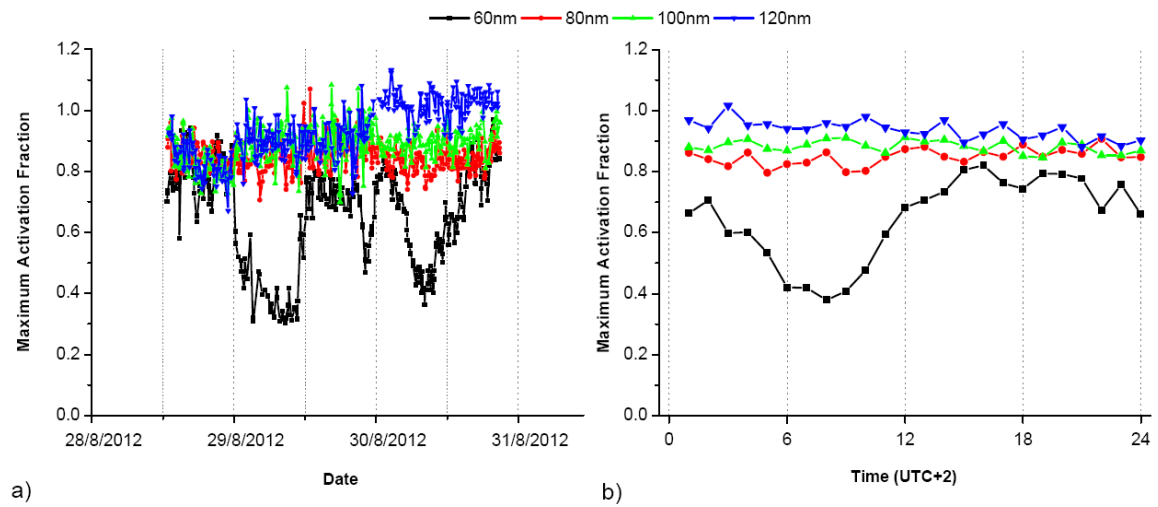 60nm 80nm 100nm 120nm
1.2
1.0
0.8
0.6
0.4
0.2
0.0
Maximum Activation Fraction
28/8/2012 29/8/2012 30/8/2012 31/8/2012
Date
a)
1.2
1.0
0.8
0.6
0.4
0.2
0.0
Maximum Activation Fraction
0 6 12 18 24
Time (UTC+2)
b)